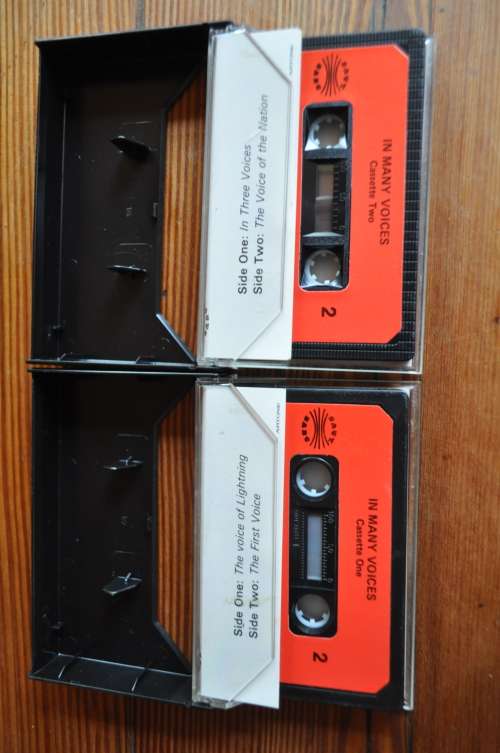 IN MANY VOICES
Cassette Two
2
Side One: In Three Voices
Side Two: The Voice of the Nation
IN MANY VOICES
Cassette One
2
Side One: The voice of Lightning
Side Two: The First Voice